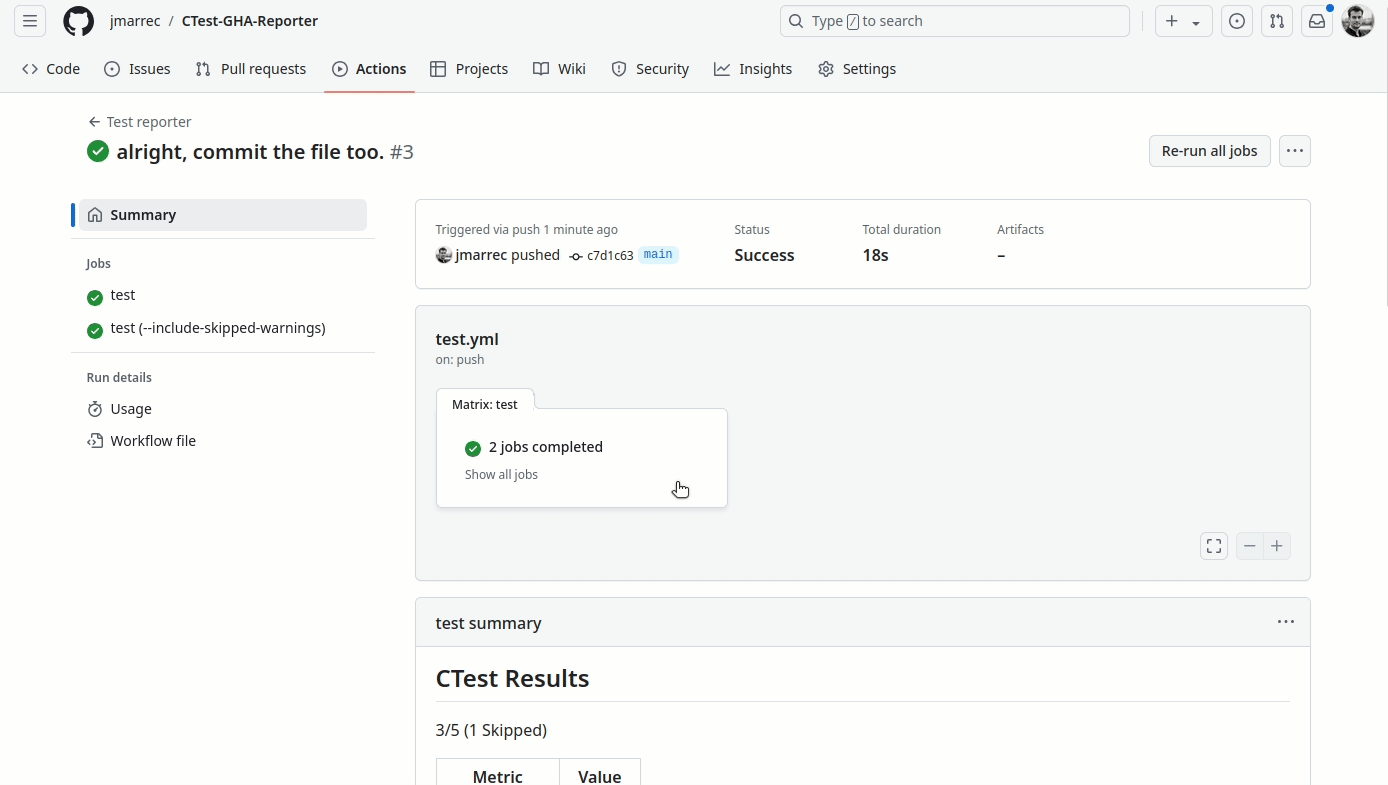 jmarrec / CTest-GHA-Reporter
Type / to search
Code Issues Pull requests Actions Projects Wiki Security Insights Settings
Test reporter
alright, commit the file too. #3
Re-run all jobs
Summary
Jobs
test
test (--include-skipped-warnings)
Run details
Usage
Workflow file
Triggered via push 1 minute ago
jmarrec pushed c7d1c63 main
Status
Success
Total duration
18s
Artifacts
–
test.yml
on: push
Matrix: test
2 jobs completed
Show all jobs
test summary
CTest Results
3/5 (1 Skipped)
Metric Value